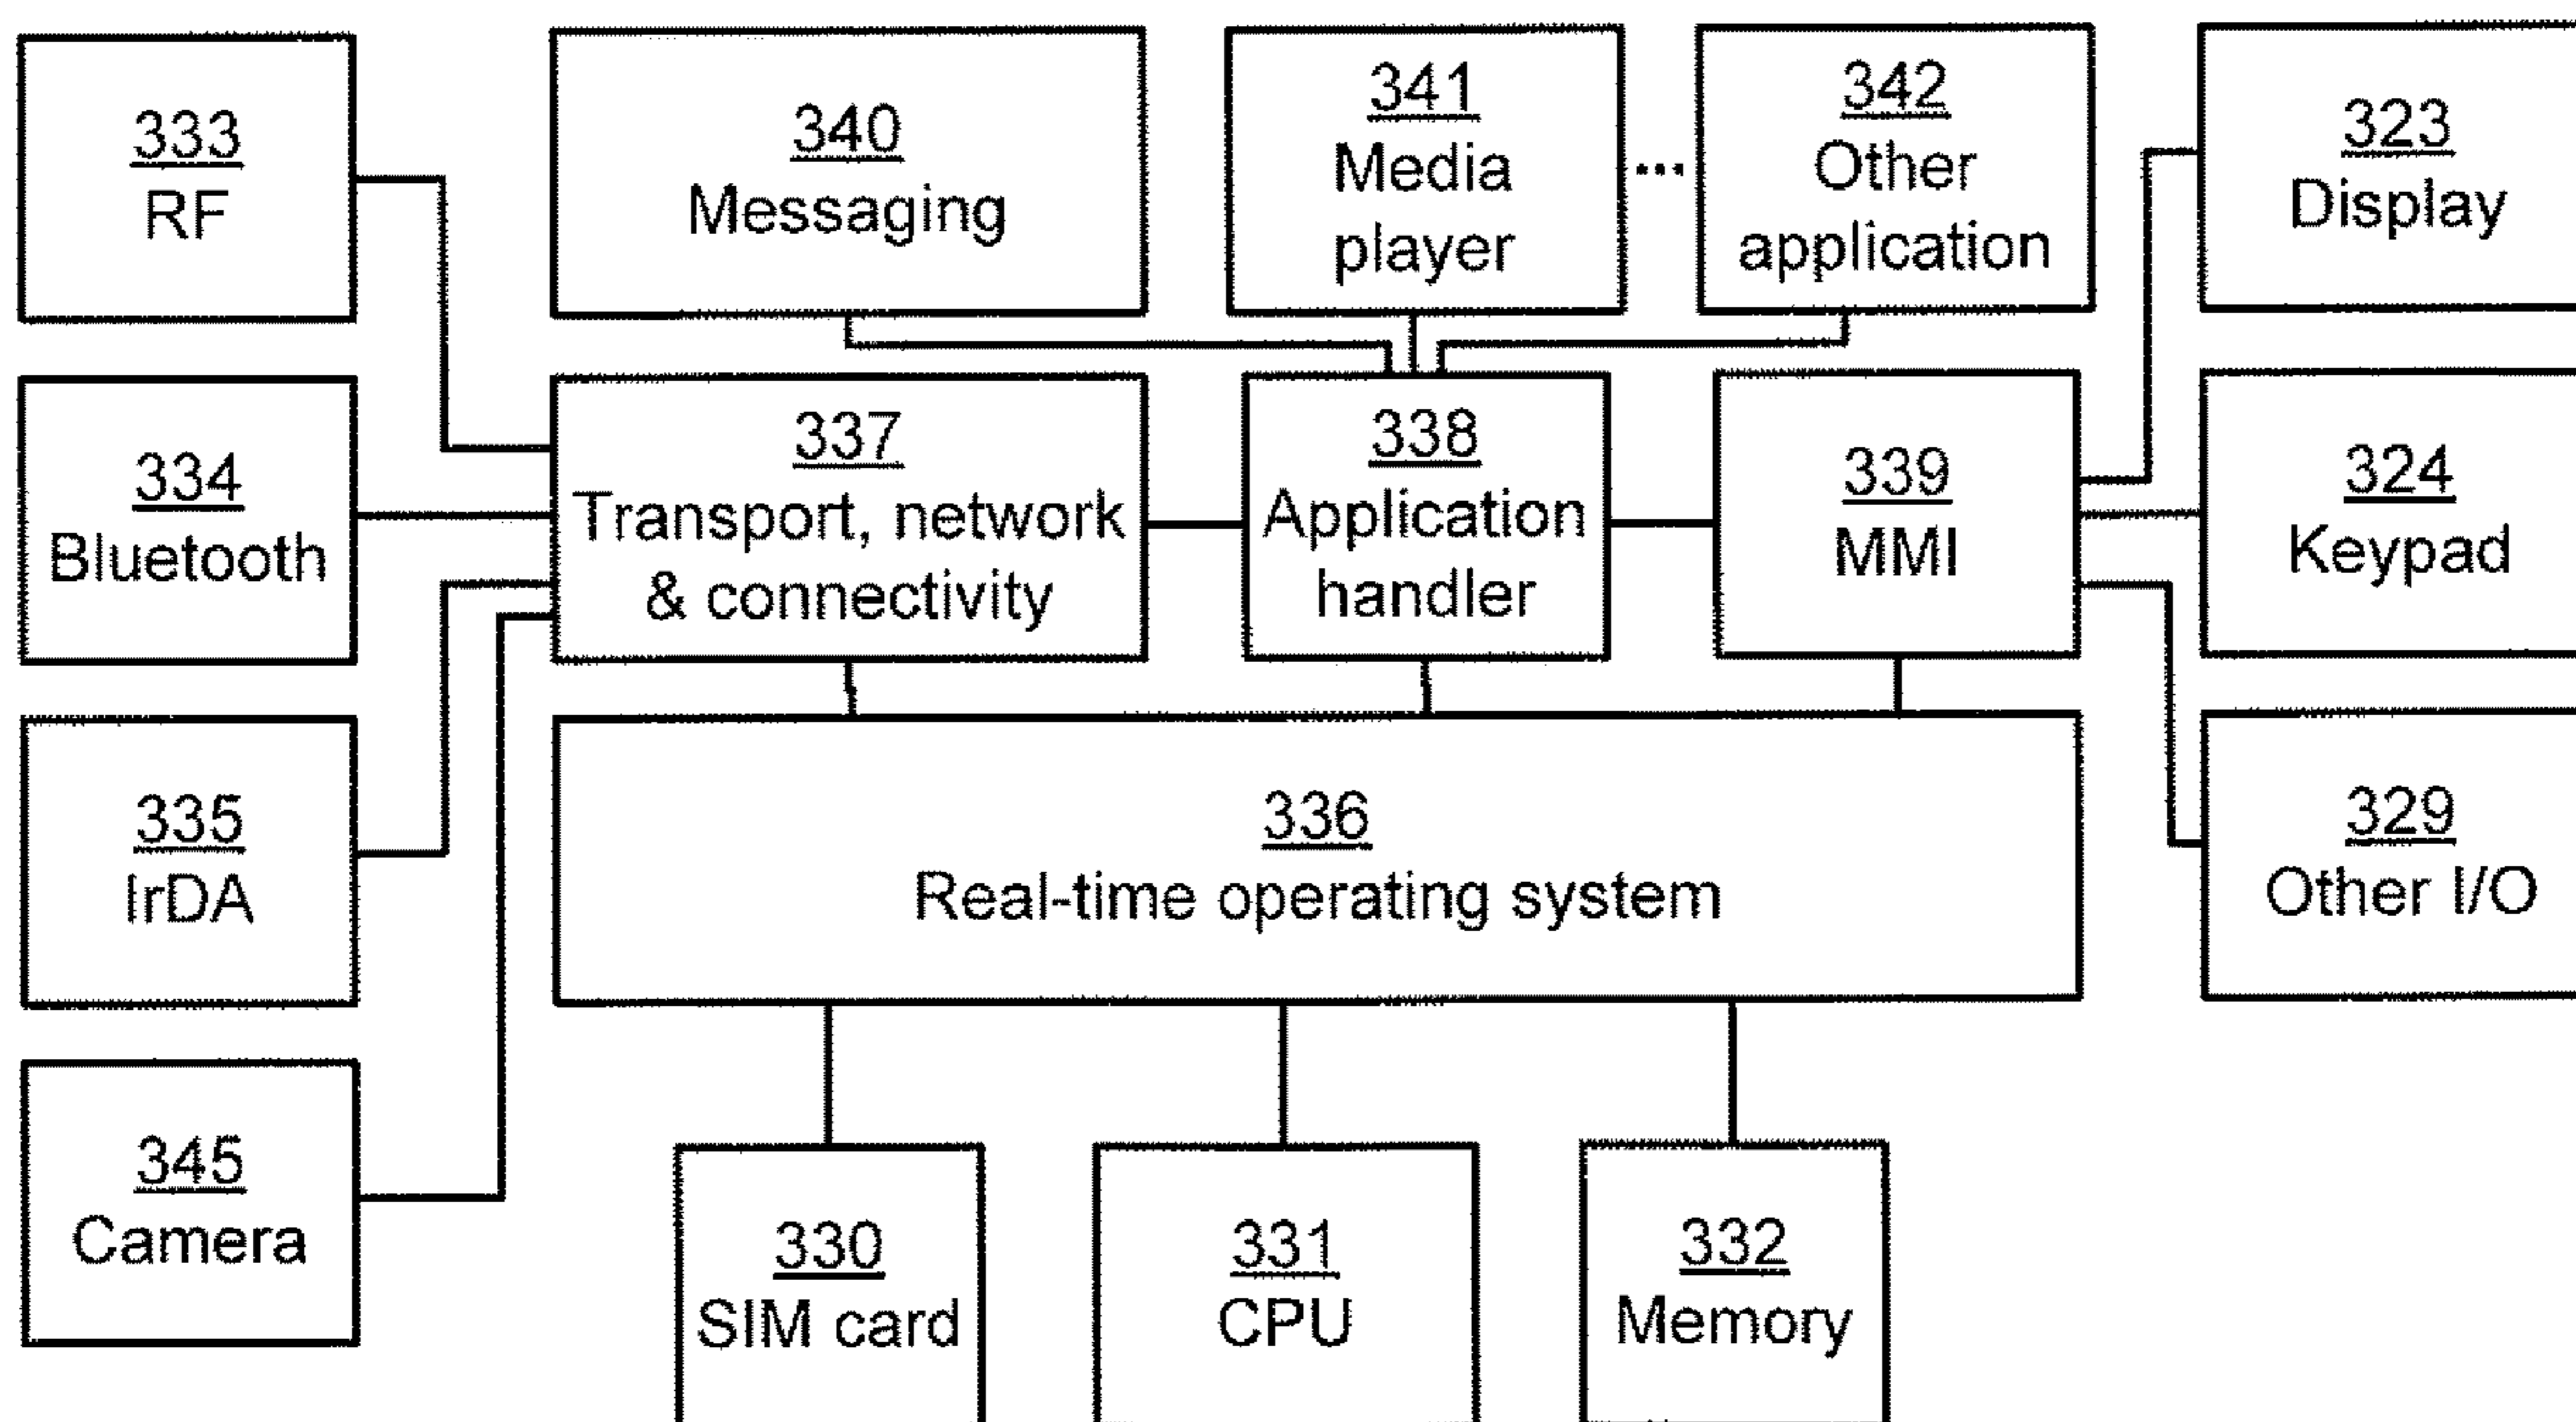 333
RF
340
Messaging
341
Media
player
...
342
Other
application
323
Display
334
Bluetooth
337
Transport, network
& connectivity
338
Application
handler
339
MMI
324
Keypad
335
IrDA
336
Real-time operating system
329
Other I/O
345
Camera
330
SIM card
331
CPU
332
Memory